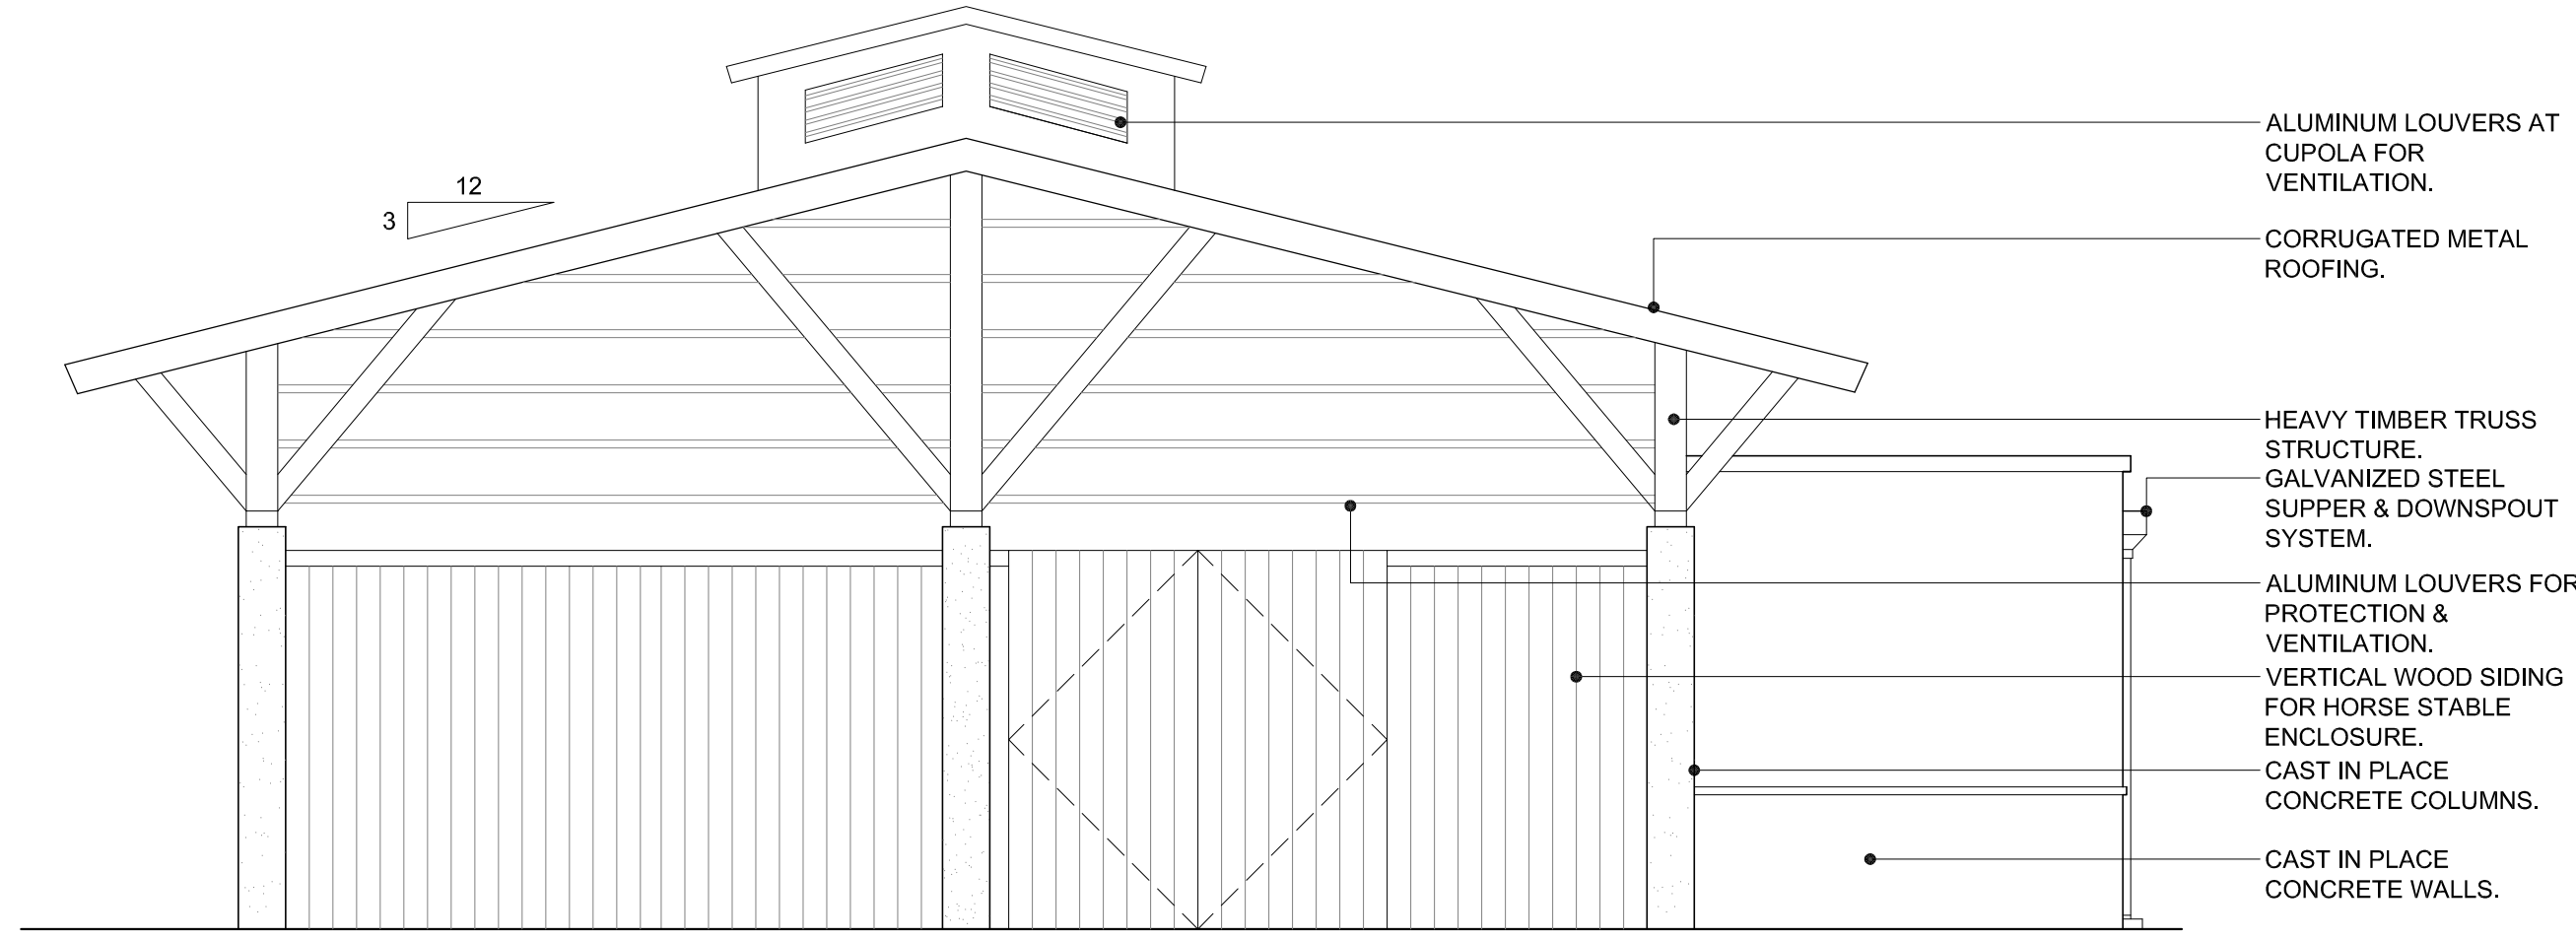 12
3
ALUMINUM LOUVERS AT
CUPOLA FOR
VENTILATION.
CORRUGATED METAL
ROOFING.
HEAVY TIMBER TRUSS
STRUCTURE.
GALVANIZED STEEL
SUPPER & DOWNSPOUT
SYSTEM.
ALUMINUM LOUVERS FOR
PROTECTION &
VENTILATION.
VERTICAL WOOD SIDING
FOR HORSE STABLE
ENCLOSURE.
CAST IN PLACE
CONCRETE COLUMNS.
CAST IN PLACE
CONCRETE WALLS.